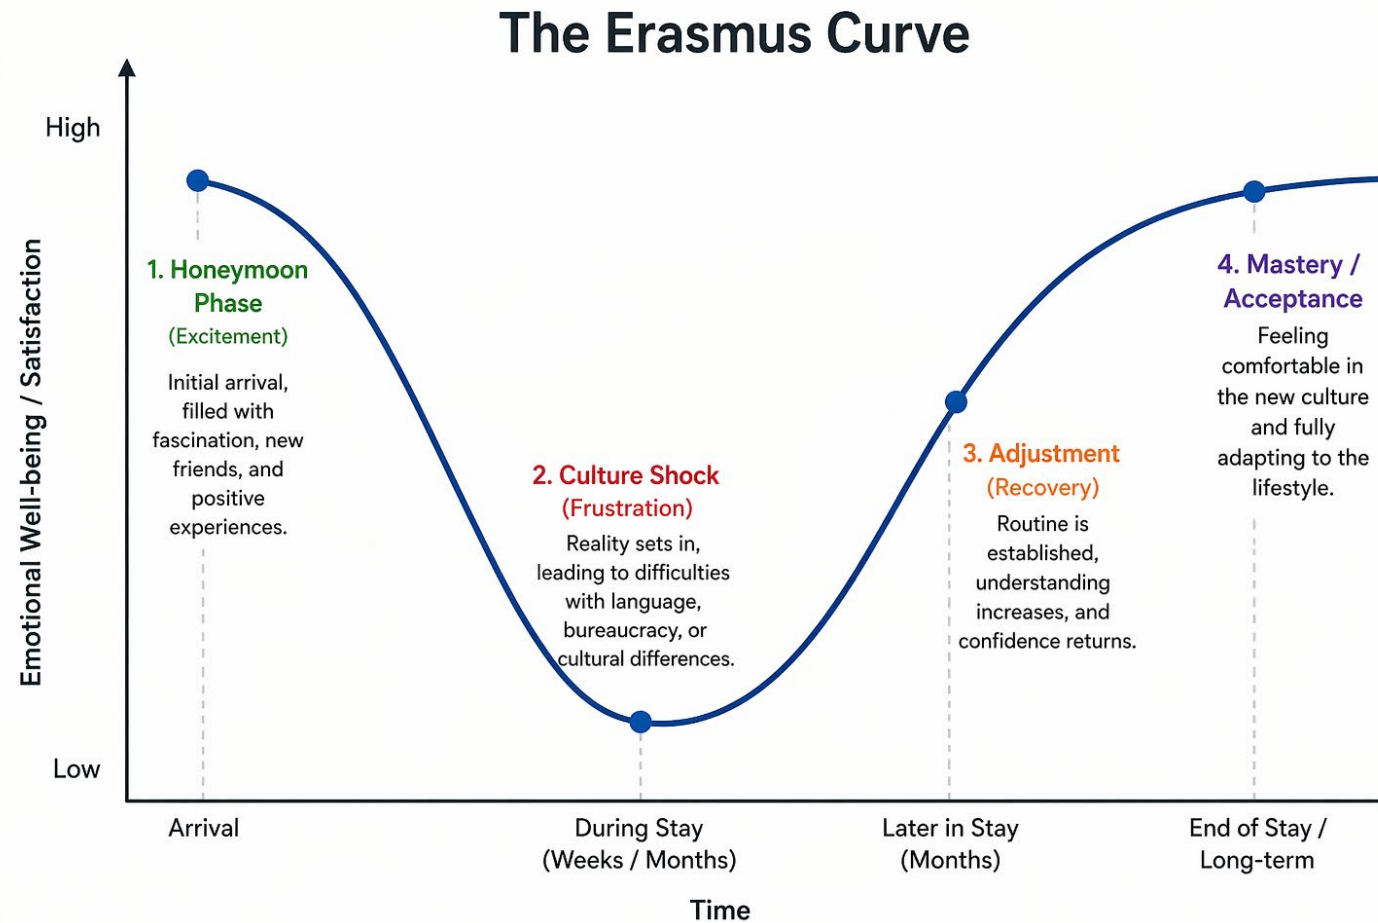 The Erasmus Curve
High
Low
Emotional Well-being / Satisfaction
1. Honeymoon
Phase
(Excitement)
Initial arrival,
filled with
fascination, new
friends, and
positive
experiences.
2. Culture Shock
(Frustration)
Reality sets in,
leading to difficulties
with language,
bureaucracy, or
cultural differences.
3. Adjustment
(Recovery)
Routine is
established,
understanding
increases, and
confidence returns.
4. Mastery /
Acceptance
Feeling
comfortable in
the new culture
and fully
adapting to the
lifestyle.
Arrival
During Stay
(Weeks / Months)
Later in Stay
(Months)
End of Stay /
Long-term
Time